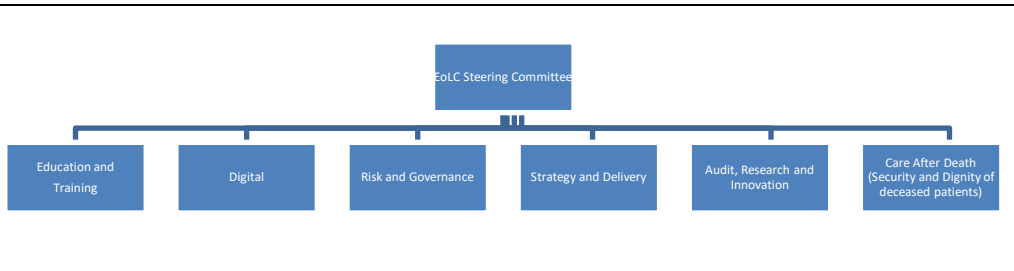 EoLC Steering Committee
Education and
Training
Digital
Risk and Governance
Strategy and Delivery
Audit, Research and
Innovation
Care After Death
(Security and Dignity of
deceased patients)